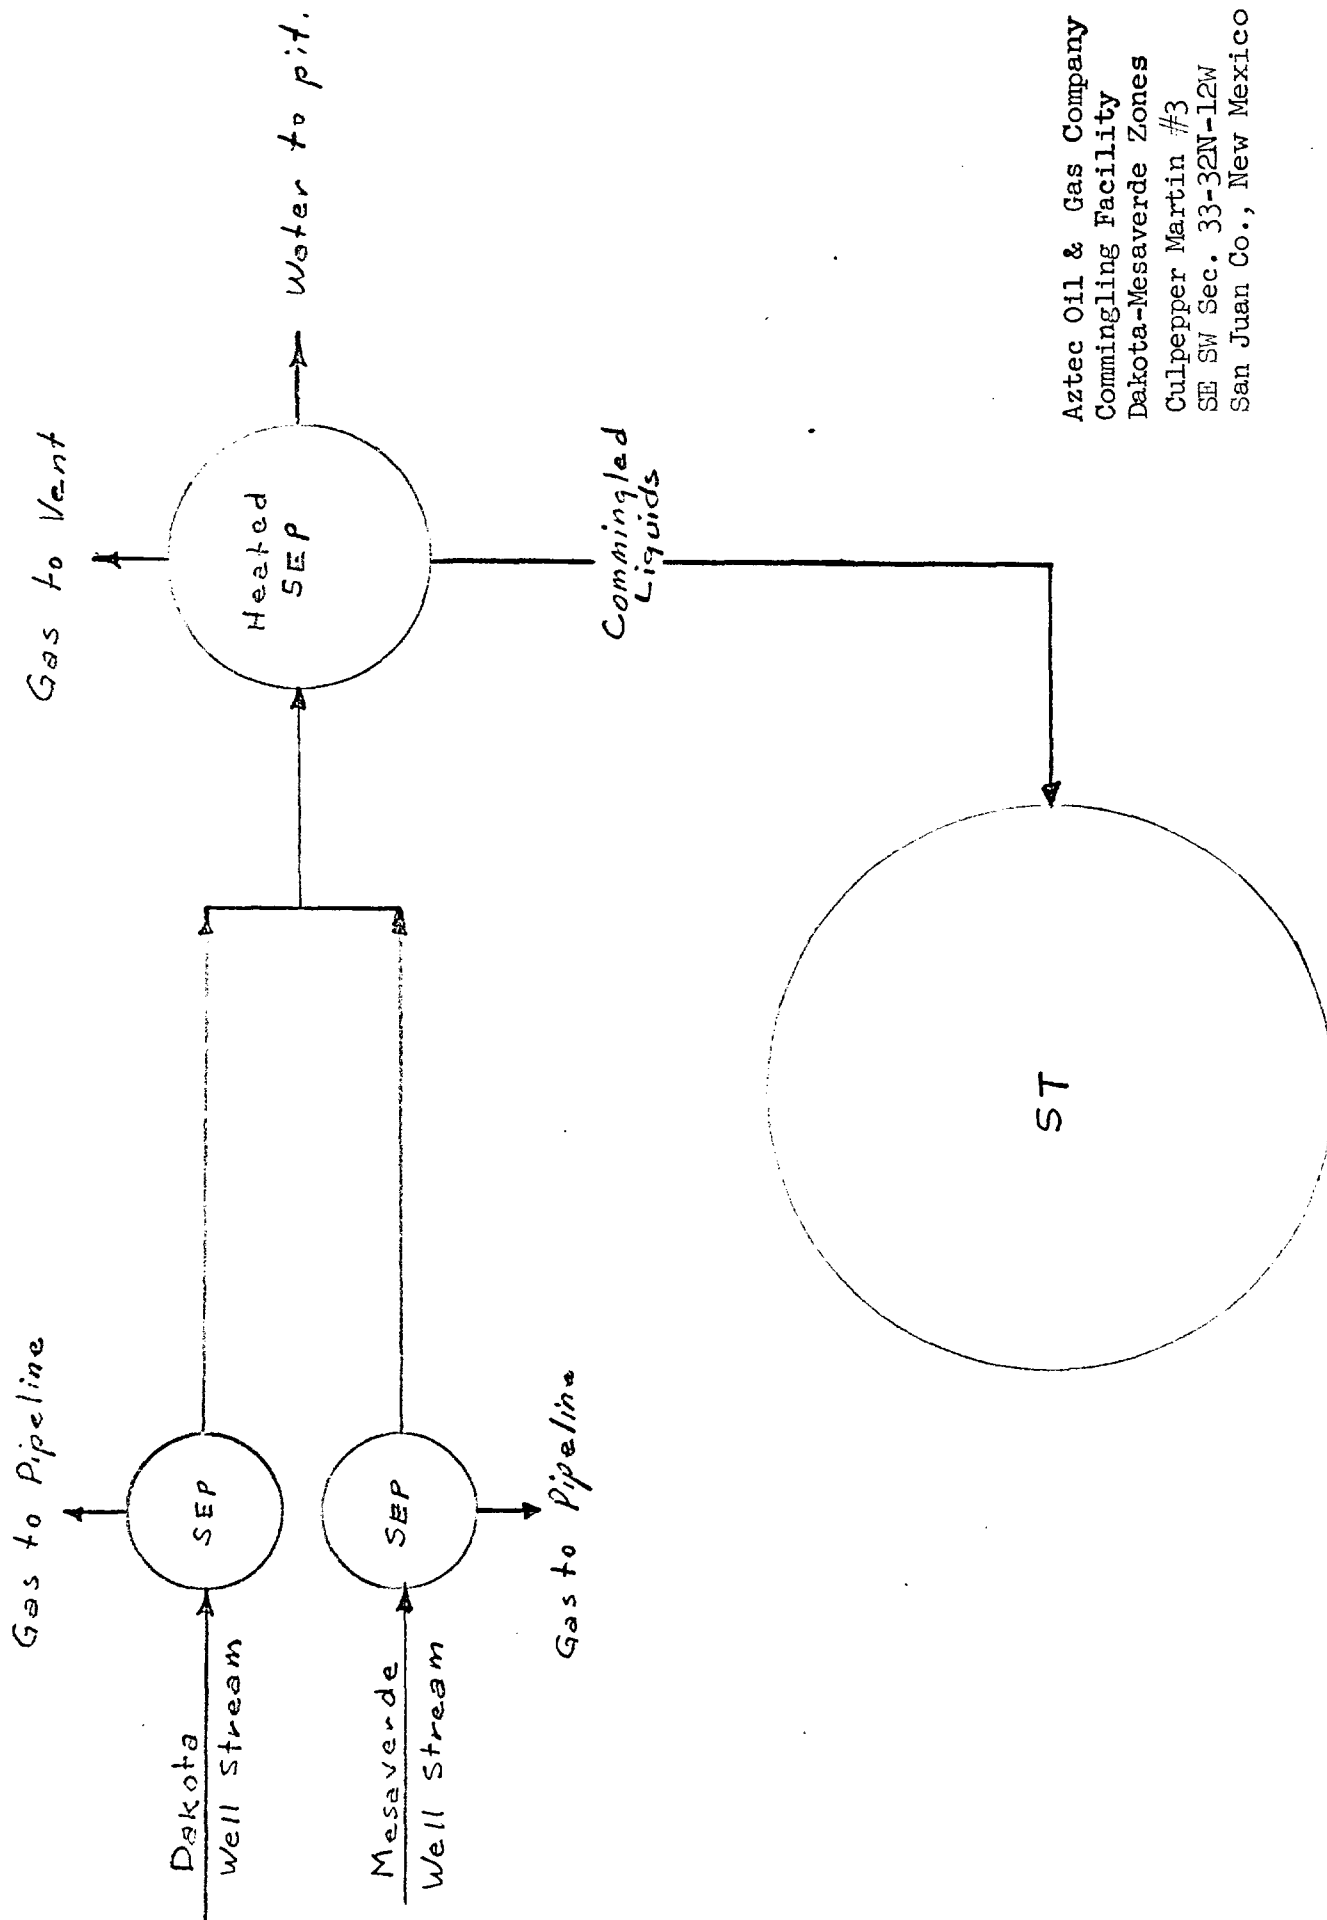 Gas to Pipeline
Gas to Vent
Dakota
Well Stream
SEP
Heated
SEP
Water to pit.
Mesaverde
Well Stream
SEP
Gas to Pipeline
Commingled
Liquids
ST
Aztec Oil & Gas Company
Commingling Facility
Dakota-Mesaverde Zones
Culpepper Martin #3
SE SW Sec. 33-32N-12W
San Juan Co., New Mexico